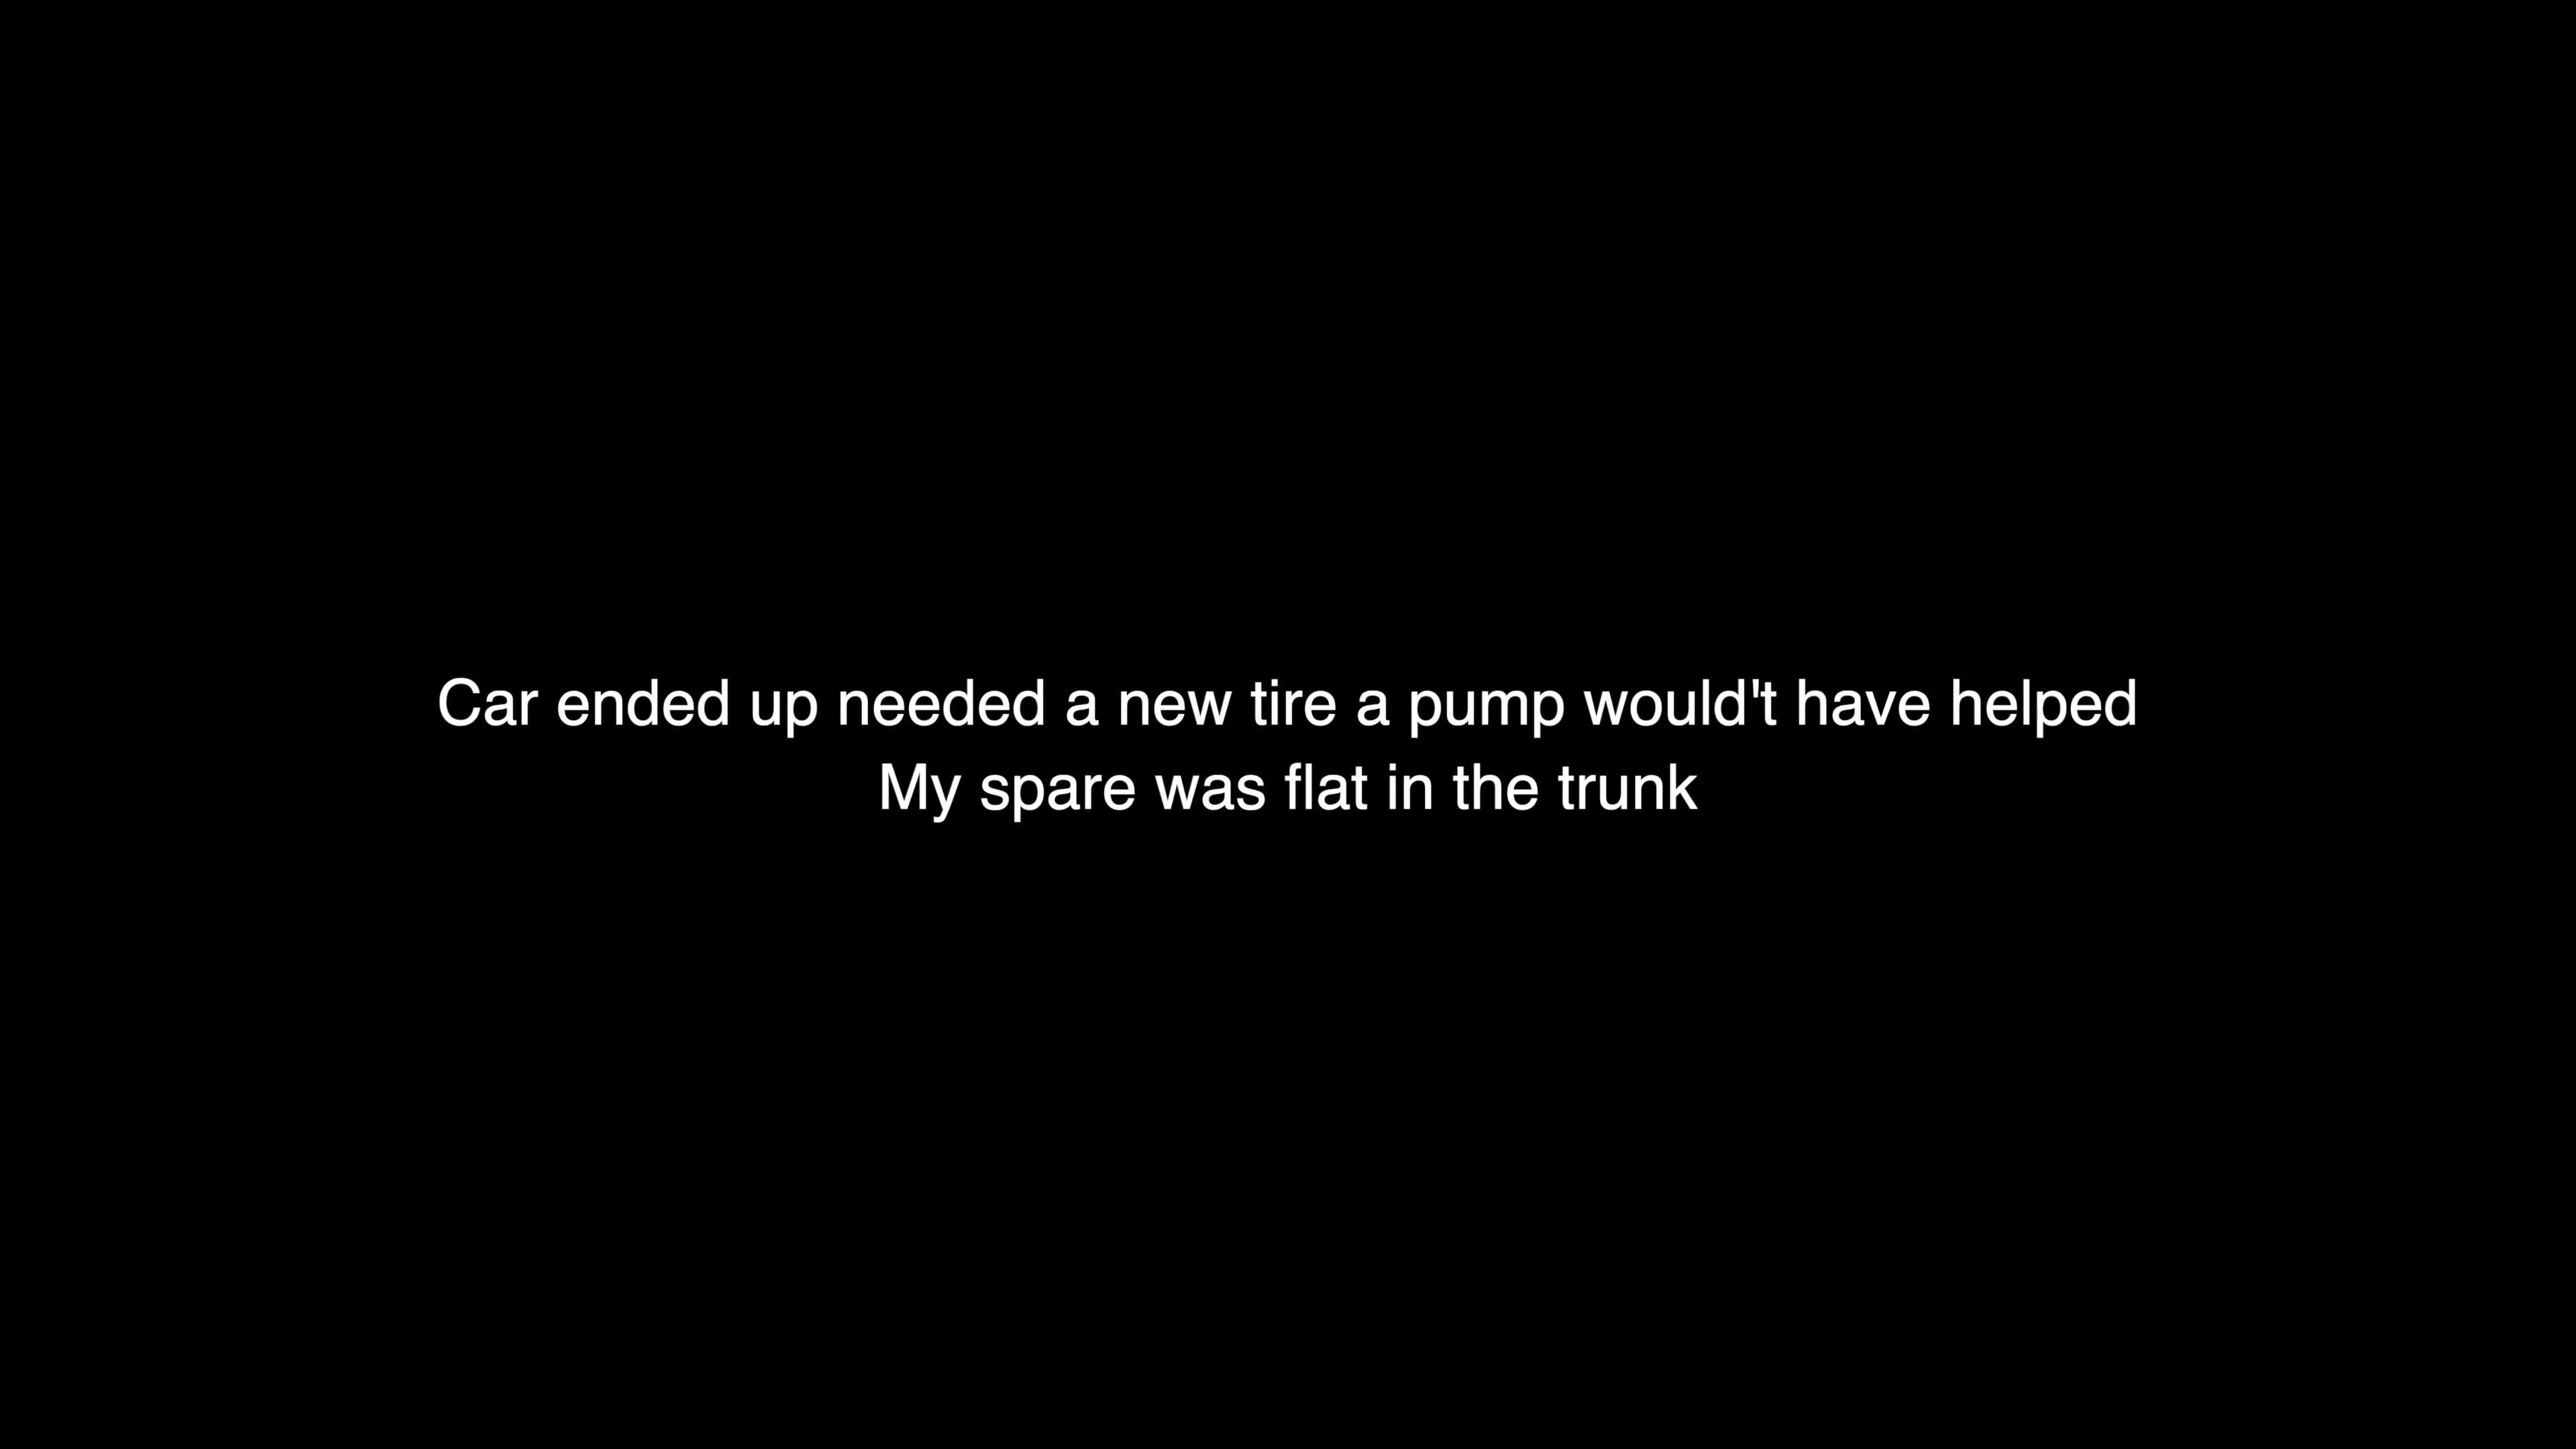 Car ended up needed a new tire a pump would't have helped
My spare was flat in the trunk